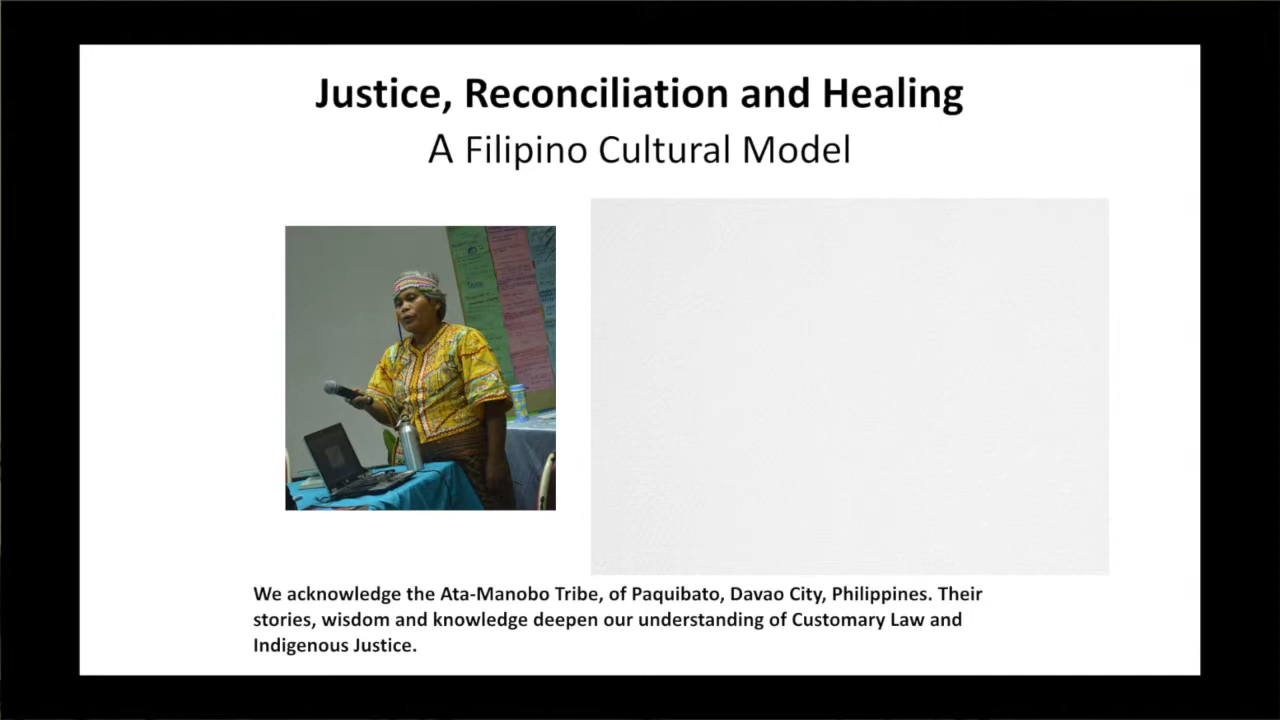 Justice, Reconciliation and Healing
A Filipino Cultural Model
We acknowledge the Ata-Manobo Tribe, of Paquibato, Davao City, Philippines. Their
stories, wisdom and knowledge deepen our understanding of Customary Law and
Indigenous Justice.